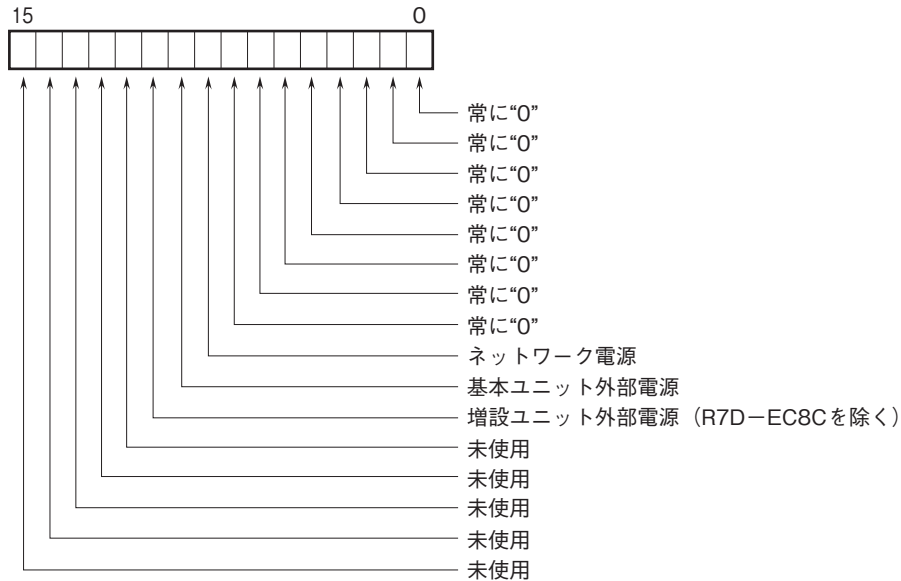 15 0
常に“0”
常に“0”
常に“0”
常に“0”
常に“0”
常に“0”
常に“0”
常に“0”
ネットワーク電源
基本ユニット外部電源
増設ユニット外部電源（R7D－EC8Cを除く）
未使用
未使用
未使用
未使用
未使用